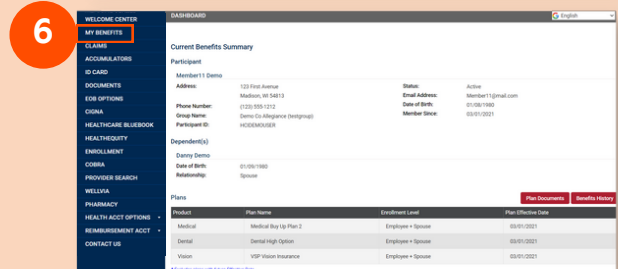 6
WELCOME CENTER
MY BENEFITS
CLAIMS
ACCUMULATORS
ID CARD
DOCUMENTS
EOB OPTIONS
CIGNA
HEALTHCARE BLUEBOOK
HEALTHEQUITY
ENROLLMENT
COBRA
PROVIDER SEARCH
WELLVIA
PHARMACY
HEALTH ACCT OPTIONS
REIMBURSEMENT ACCT
CONTACT US
DASHBOARD
English
Current Benefits Summary
Participant
Member11 Demo
Address: 123 First Avenue Status: Active
Madison, WI 54813 Email Address: Member11@mail.com
Phone Number: (123) 555-1212 Date of Birth: 01/08/1980
Group Name: Demo Co Allegiance (testgroup) Member Since: 03/01/2021
Participant ID: HCIDEMOUSER
Dependent(s)
Danny Demo
Date of Birth: 01/09/1980
Relationship: Spouse
Plans Plan Documents Benefits History
Product Plan Name Enrollment Level Plan Effective Date
Medical Medical Buy Up Plan 2 Employee + Spouse 03/01/2021
Dental Dental High Option Employee + Spouse 03/01/2021
Vision VSP Vision Insurance Employee + Spouse 03/01/2021